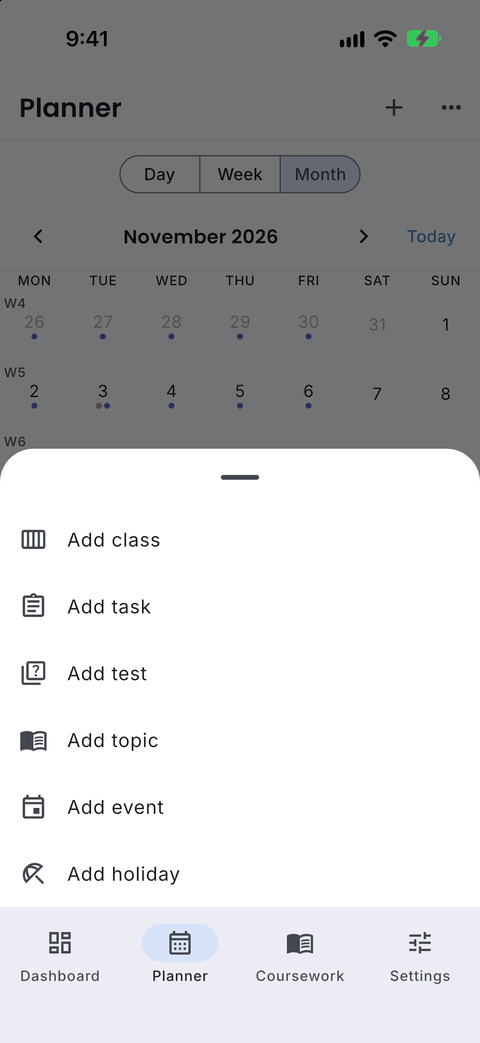 9:41
Planner
Day Week Month
November 2026 Today
MON TUE WED THU FRI SAT SUN
W4
26 27 28 29 30 31 1
W5
2 3 4 5 6 7 8
W6
Add class
Add task
Add test
Add topic
Add event
Add holiday
Dashboard Planner Coursework Settings